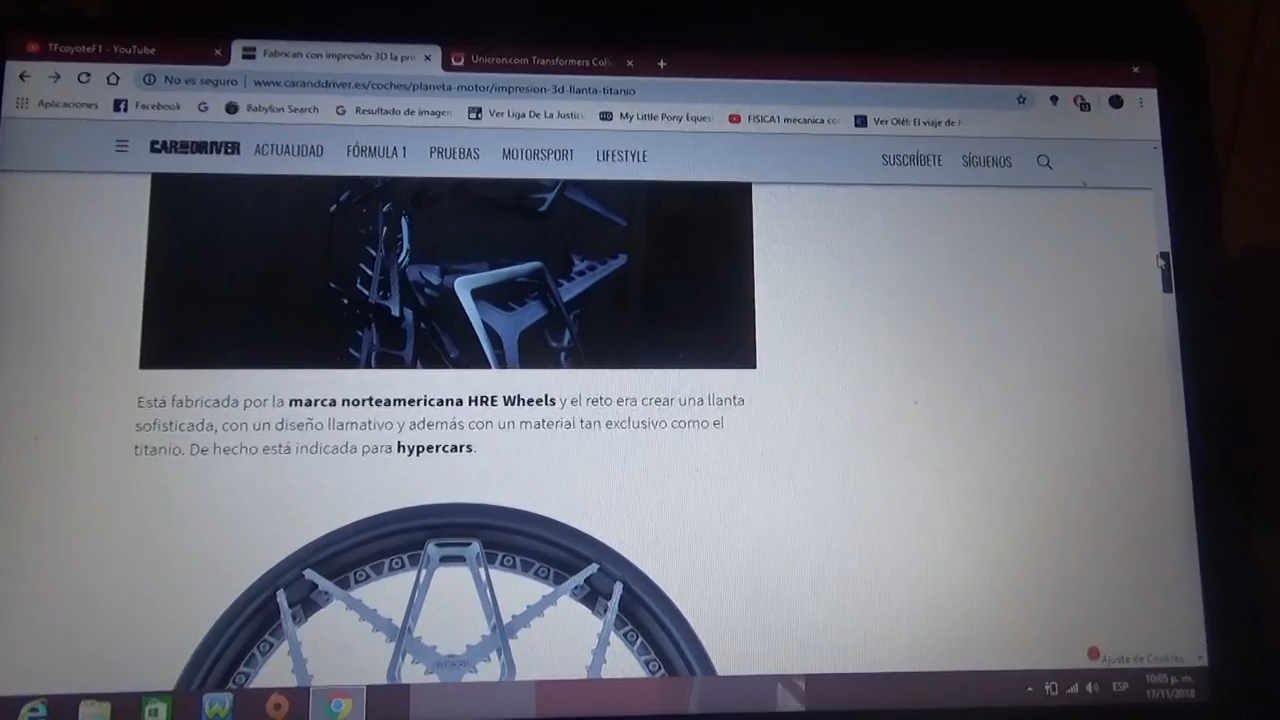 TFcoyoteF1 - YouTube
Fabrican con impresión 3D la pri
Unicron.com Transformers Coll
No es seguro | www.caranddriver.es/coches/planeta-motor/impresion-3d-llanta-titanio
Aplicaciones Facebook Babylon Search Resultado de imagen Ver Liga De La Justic My Little Pony Eques FISICA1 mecanica co Ver Olé!: El viaje de
CAR AND DRIVER ACTUALIDAD FÓRMULA 1 PRUEBAS MOTORSPORT LIFESTYLE SUSCRÍBETE SÍGUENOS
Está fabricada por la marca norteamericana HRE Wheels y el reto era crear una llanta
sofisticada, con un diseño llamativo y además con un material tan exclusivo como el
titanio. De hecho está indicada para hypercars.
Ajuste de Cookies
ESP
10:05 p. m.
17/11/2018